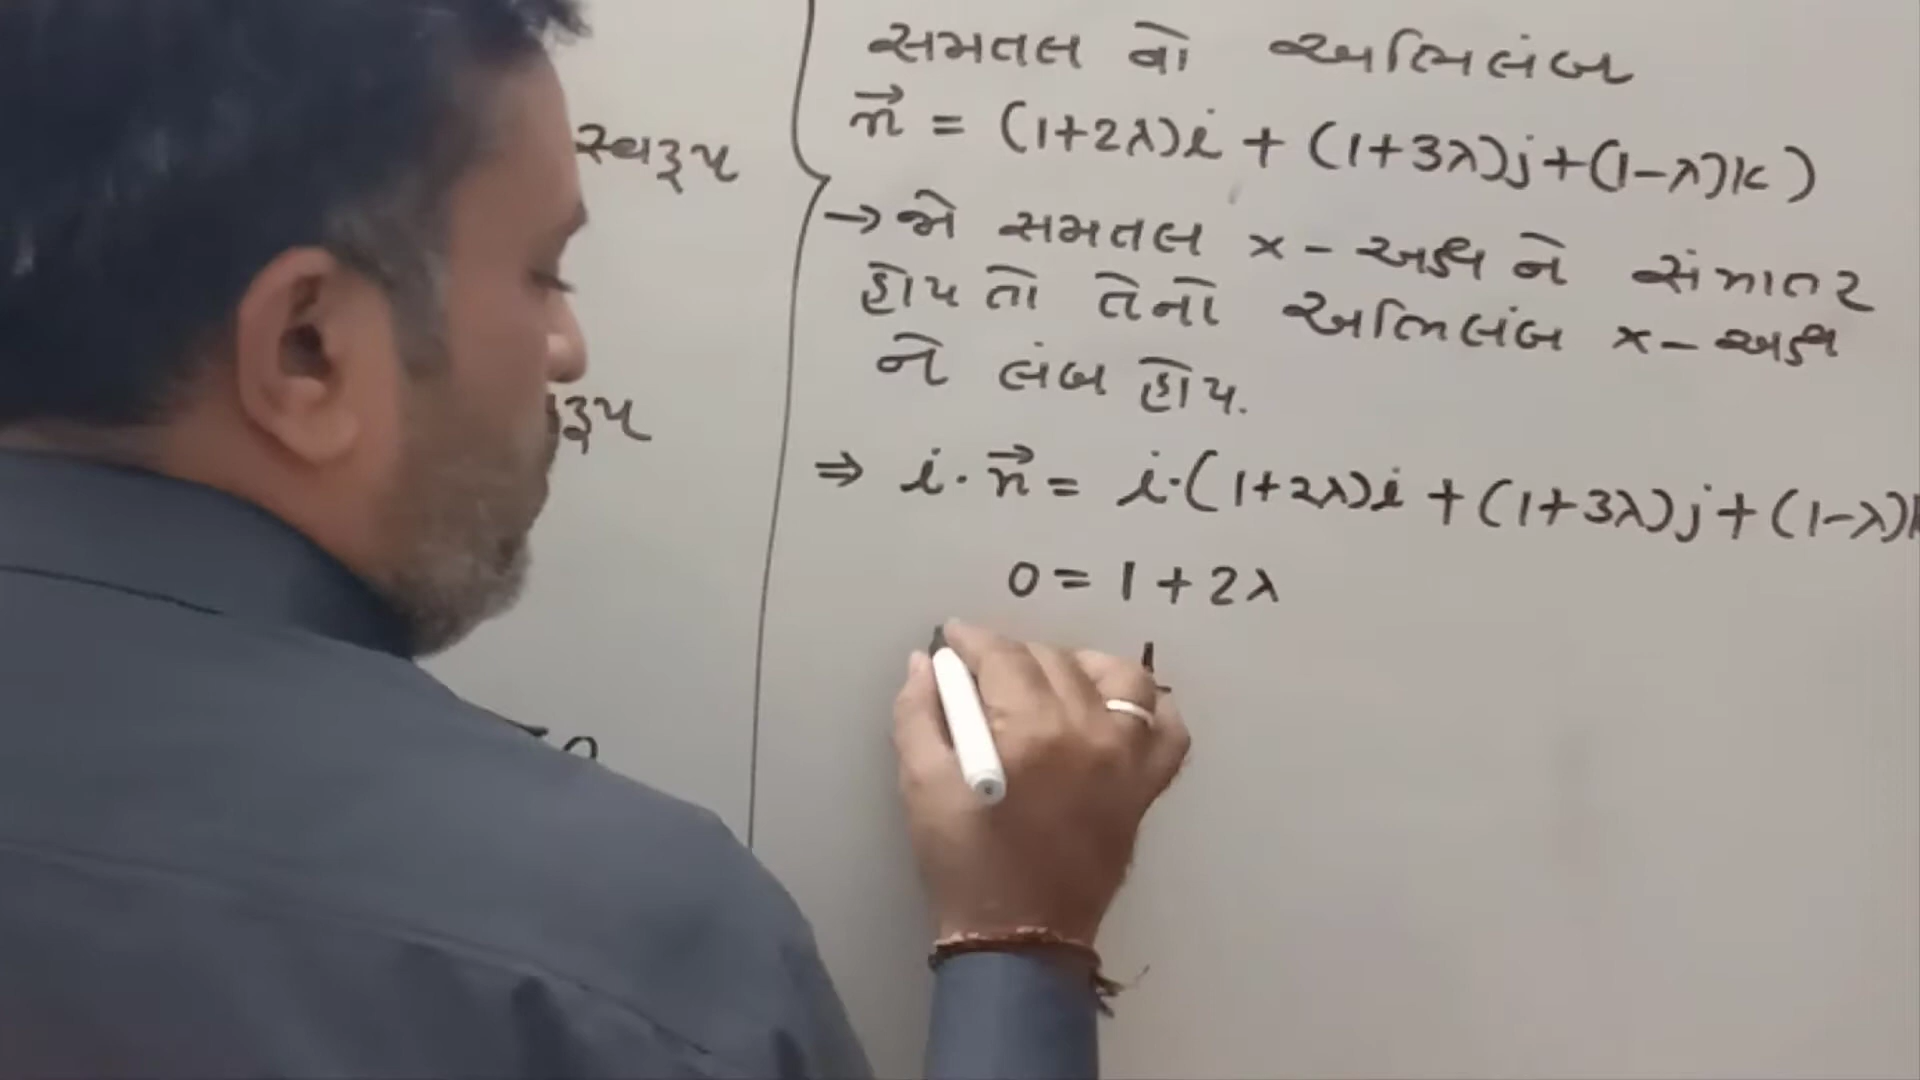 સ્વરૂપ
સમતલ નો અભિલંબ
n⃗ = (1+2λ)i + (1+3λ)j+(1-λ)k)
→ જો સમતલ x-અક્ષ ને સંમાતર
હોય તો તેનો અભિલંબ x-અક્ષ
ને લંબ હોય.
⇒ i·n⃗ = i·(1+2λ)i + (1+3λ)j+(1-λ)k
0 = 1 + 2λ